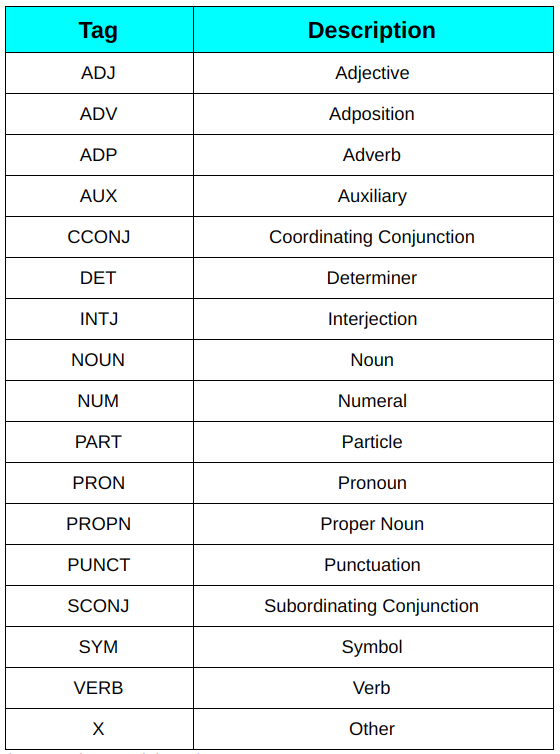 Tag Description
ADJ Adjective
ADV Adposition
ADP Adverb
AUX Auxiliary
CCONJ Coordinating Conjunction
DET Determiner
INTJ Interjection
NOUN Noun
NUM Numeral
PART Particle
PRON Pronoun
PROPN Proper Noun
PUNCT Punctuation
SCONJ Subordinating Conjunction
SYM Symbol
VERB Verb
X Other